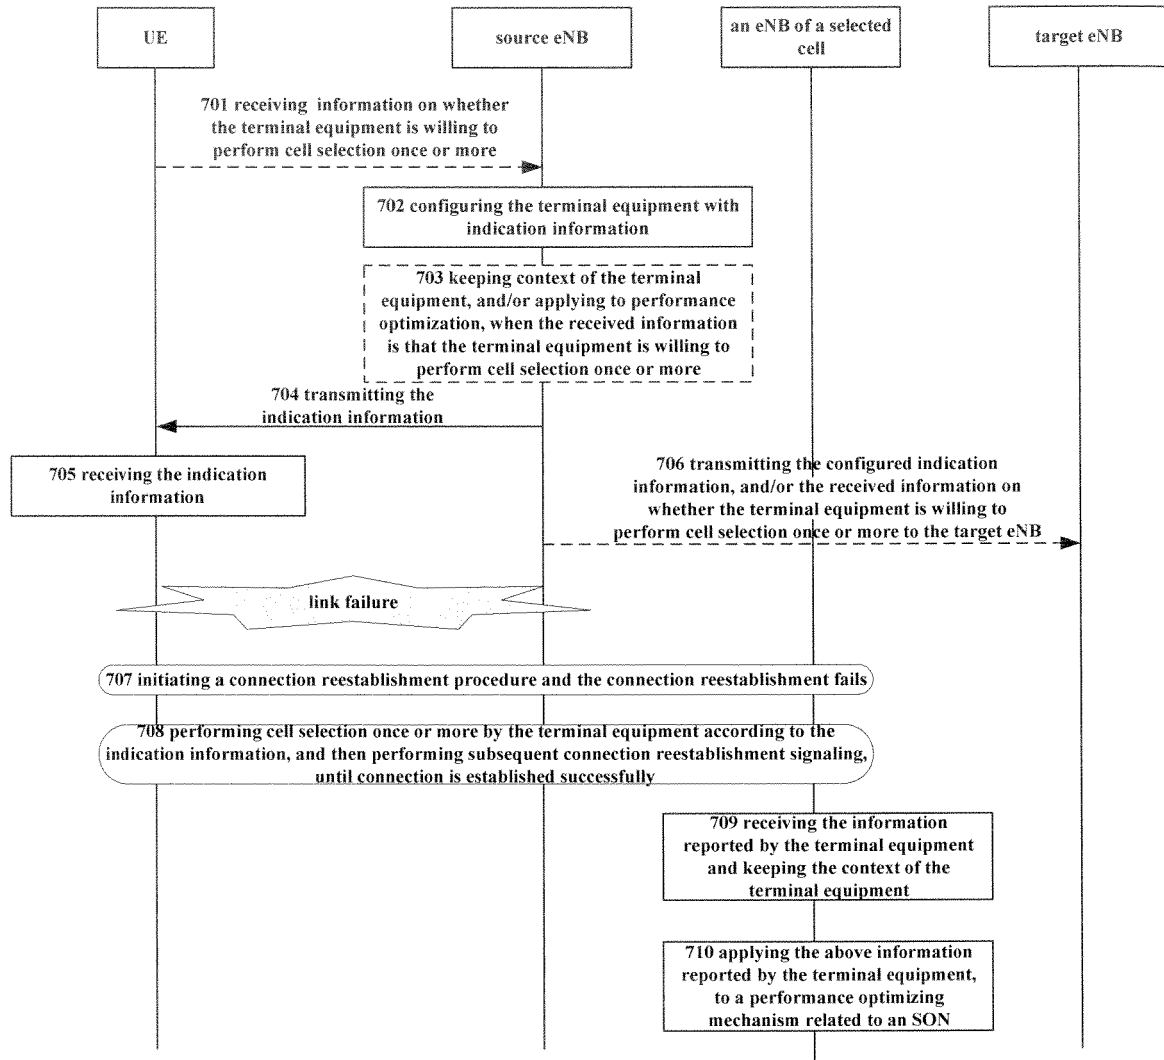 UE
source eNB
an eNB of a selected
cell
target eNB
701 receiving information on whether
the terminal equipment is willing to
perform cell selection once or more
702 configuring the terminal equipment with
indication information
703 keeping context of the terminal
equipment, and/or applying to performance
optimization, when the received information
is that the terminal equipment is willing to
perform cell selection once or more
704 transmitting the
indication information
705 receiving the indication
information
706 transmitting the configured indication
information, and/or the received information on
whether the terminal equipment is willing to
perform cell selection once or more to the target eNB
link failure
707 initiating a connection reestablishment procedure and the connection reestablishment fails
708 performing cell selection once or more by the terminal equipment according to the
indication information, and then performing subsequent connection reestablishment signaling,
until connection is established successfully
709 receiving the information
reported by the terminal equipment
and keeping the context of the
terminal equipment
710 applying the above information
reported by the terminal equipment,
to a performance optimizing
mechanism related to an SON